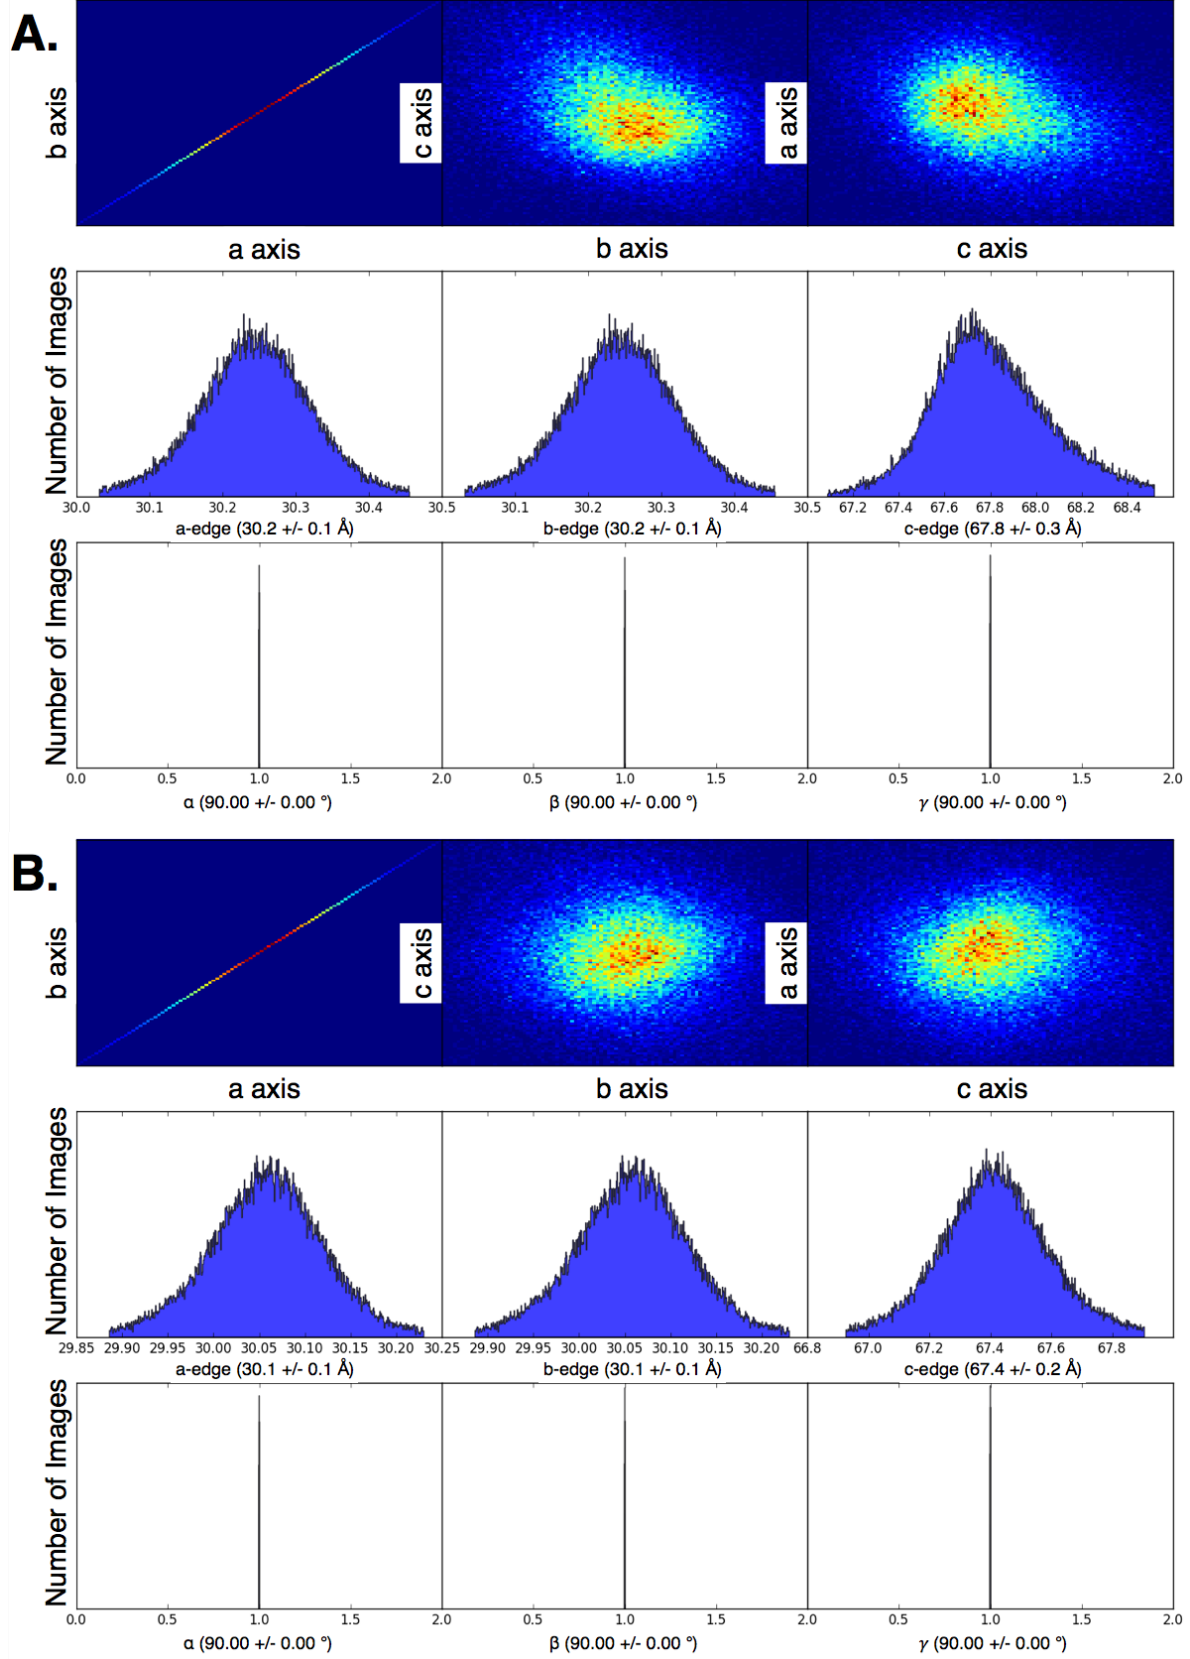 A.
b axis
c axis
a axis
a axis
b axis
c axis
Number of Images
30.0 30.1 30.2 30.3 30.4 30.5 30.1 30.2 30.3 30.4 30.5 67.2 67.4 67.6 67.8 68.0 68.2 68.4
a-edge (30.2 +/- 0.1 Å)
b-edge (30.2 +/- 0.1 Å)
c-edge (67.8 +/- 0.3 Å)
Number of Images
0.0 0.5 1.0 1.5 2.0 0.5 1.0 1.5 2.0 0.5 1.0 1.5 2.0
α (90.00 +/- 0.00 °)
β (90.00 +/- 0.00 °)
γ (90.00 +/- 0.00 °)
B.
b axis
c axis
a axis
a axis
b axis
c axis
Number of Images
29.85 29.90 29.95 30.00 30.05 30.10 30.15 30.20 30.25 29.90 29.95 30.00 30.05 30.10 30.15 30.20 66.8 67.0 67.2 67.4 67.6 67.8
a-edge (30.1 +/- 0.1 Å)
b-edge (30.1 +/- 0.1 Å)
c-edge (67.4 +/- 0.2 Å)
Number of Images
0.0 0.5 1.0 1.5 2.0 0.5 1.0 1.5 2.0 0.5 1.0 1.5 2.0
α (90.00 +/- 0.00 °)
β (90.00 +/- 0.00 °)
γ (90.00 +/- 0.00 °)